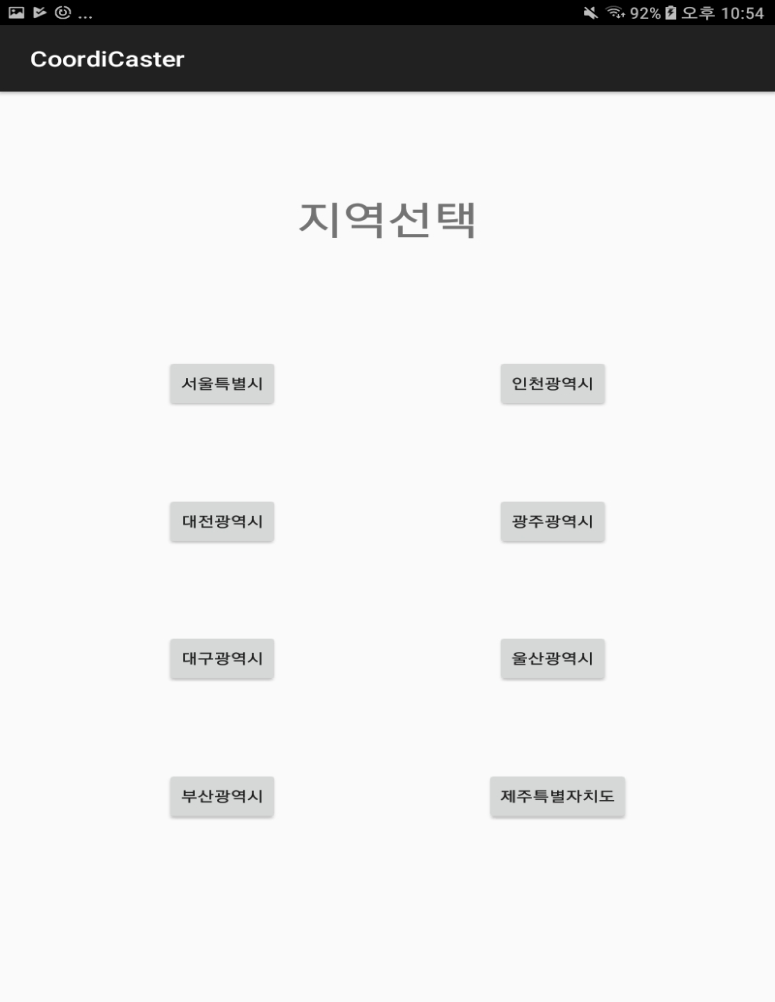 ... 92% 오후 10:54
CoordiCaster
지역선택
서울특별시 인천광역시
대전광역시 광주광역시
대구광역시 울산광역시
부산광역시 제주특별자치도